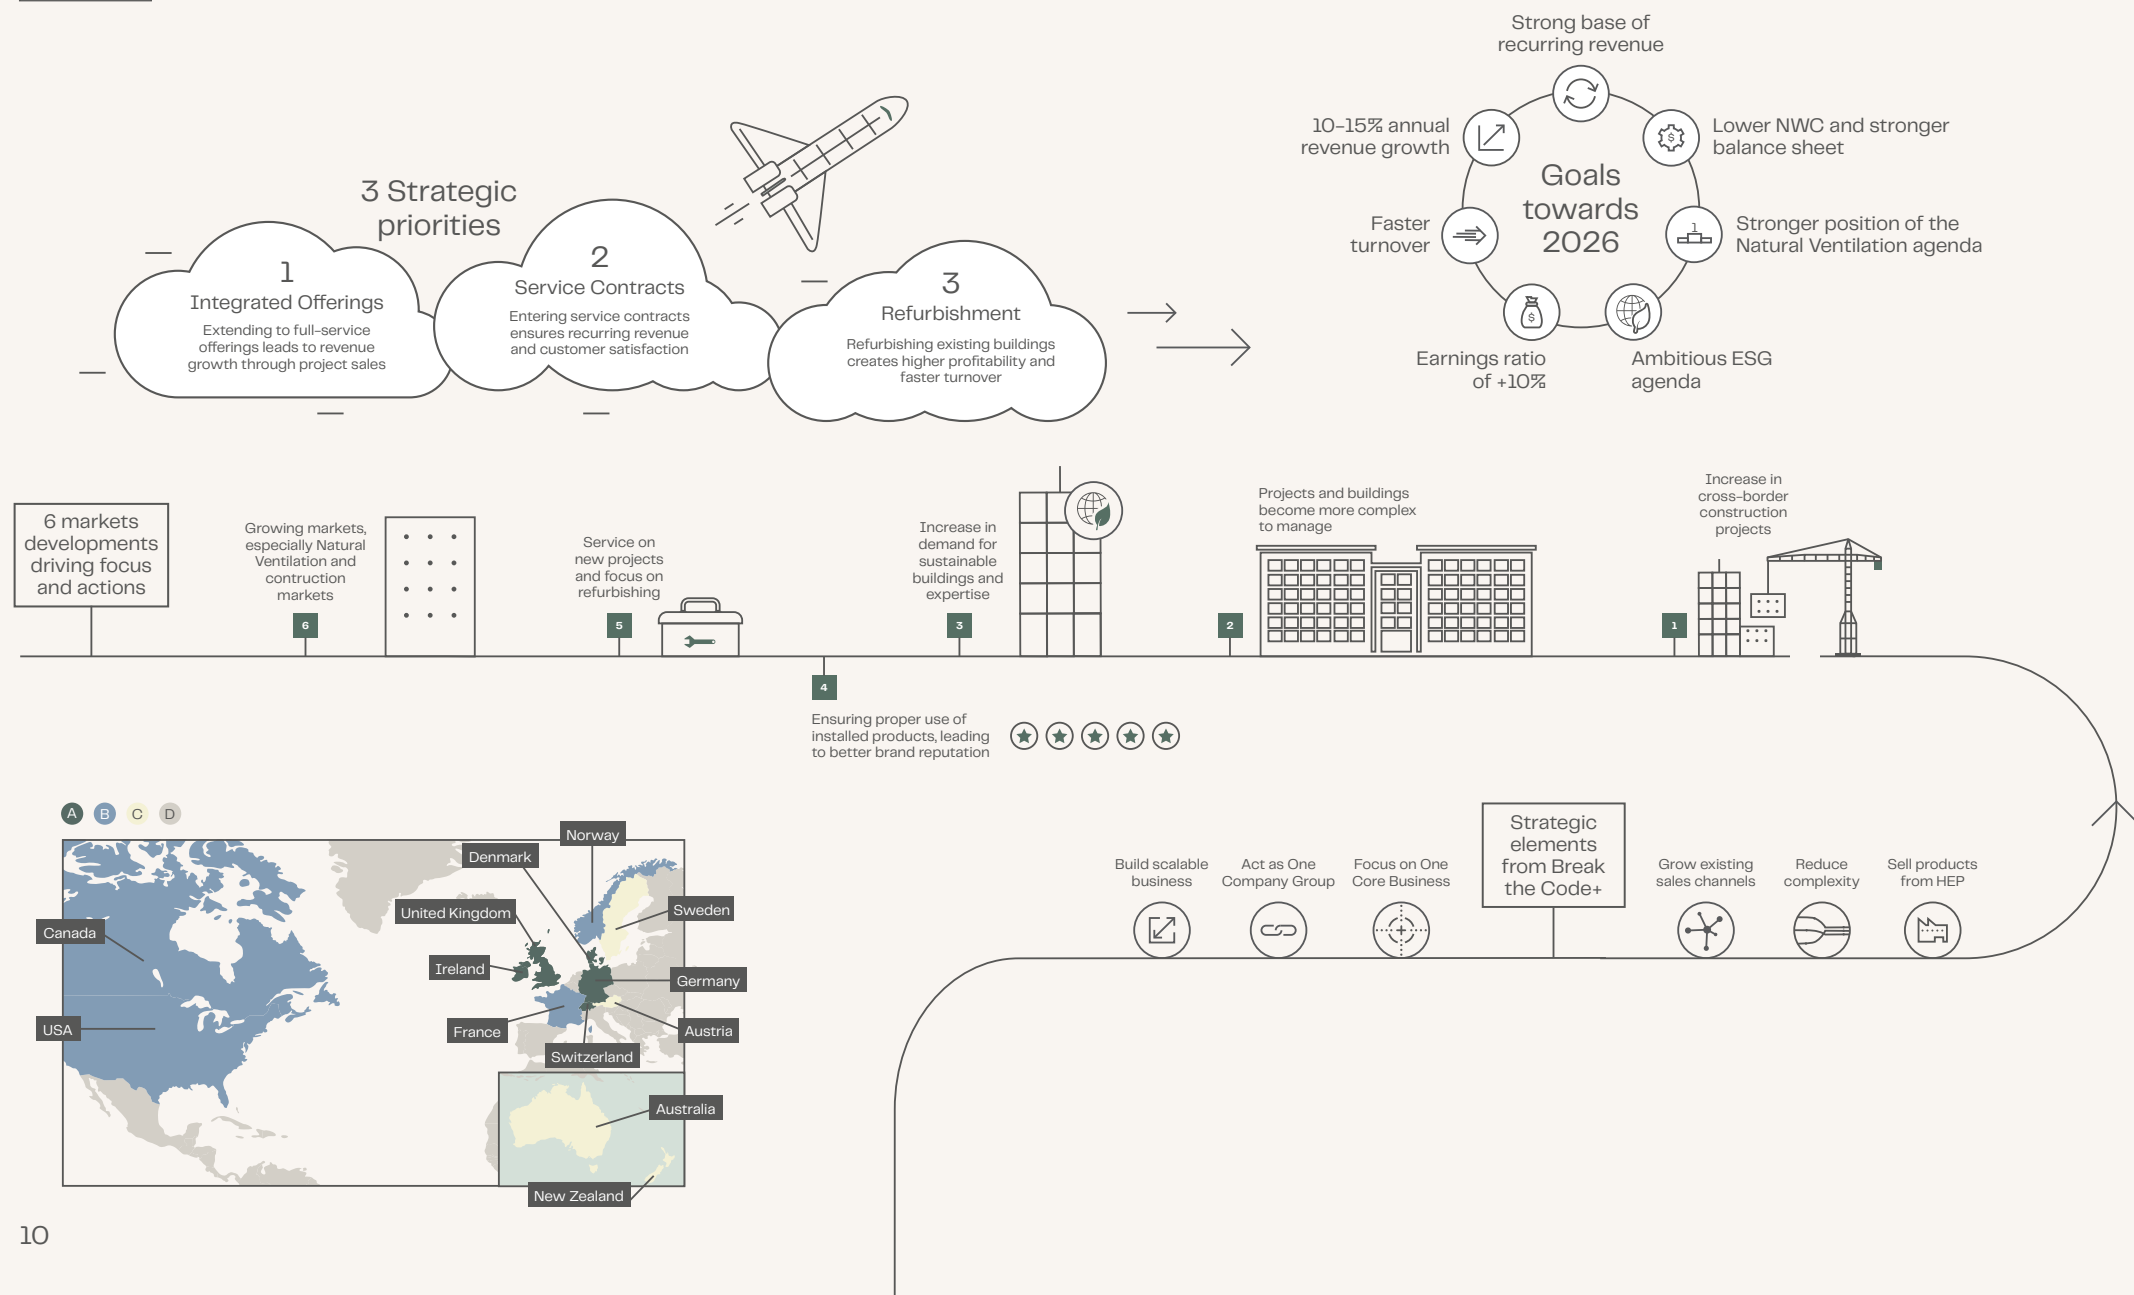 3 Strategic
priorities
1
Integrated Offerings
Extending to full-service
offerings leads to revenue
growth through project sales
2
Service Contracts
Entering service contracts
ensures recurring revenue
and customer satisfaction
3
Refurbishment
Refurbishing existing buildings
creates higher profitability and
faster turnover
Goals
towards
2026
Strong base of
recurring revenue
Lower NWC and stronger
balance sheet
$
Stronger position of the
Natural Ventilation agenda
1
Ambitious ESG
agenda
Earnings ratio
of +10%
$
Faster
turnover
10-15% annual
revenue growth
6 markets
developments
driving focus
and actions
Growing markets,
especially Natural
Ventilation and
contruction
markets
6
Service on
new projects
and focus on
refurbishing
5
Increase in
demand for
sustainable
buildings and
expertise
3
Projects and buildings
become more complex
to manage
2
Increase in
cross-border
construction
projects
1
4
Ensuring proper use of
installed products, leading
to better brand reputation
A B C D
Norway
Denmark
United Kingdom
Sweden
Canada
Ireland
Germany
USA
France
Austria
Switzerland
Australia
New Zealand
Build scalable
business
Act as One
Company Group
Focus on One
Core Business
Strategic
elements
from Break
the Code+
Grow existing
sales channels
Reduce
complexity
Sell products
from HEP
10